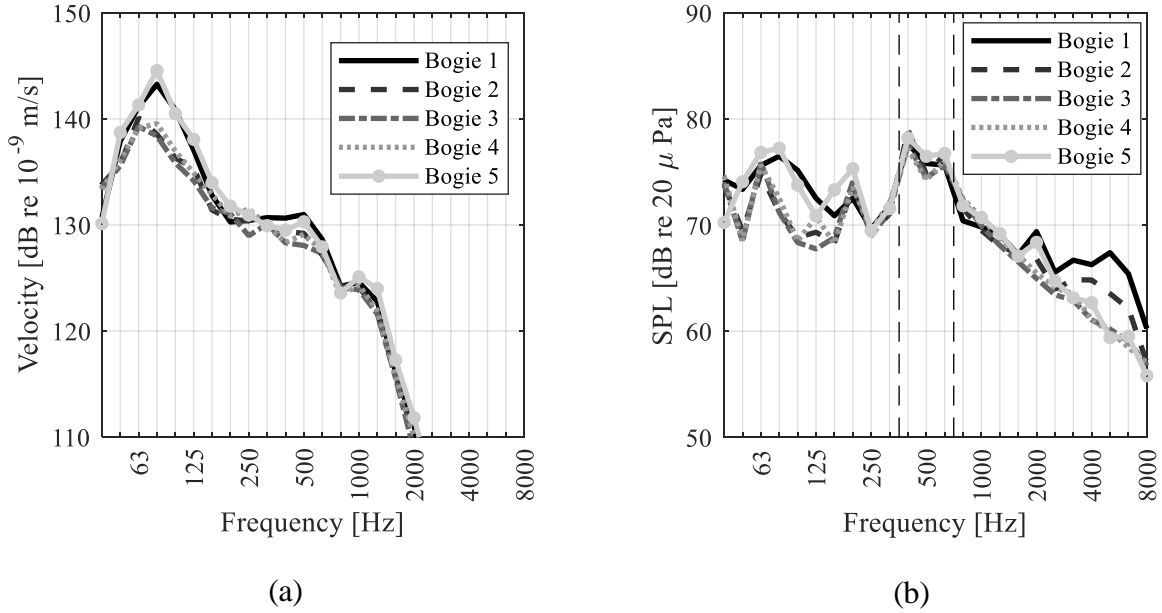 150
140
130
120
110
Velocity [dB re 10⁻⁹ m/s]
Bogie 1
Bogie 2
Bogie 3
Bogie 4
Bogie 5
63
125
250
500
1000
2000
4000
8000
Frequency [Hz]
(a)
90
80
70
60
50
SPL [dB re 20 μ Pa]
Bogie 1
Bogie 2
Bogie 3
Bogie 4
Bogie 5
63
125
250
500
1000
2000
4000
8000
Frequency [Hz]
(b)